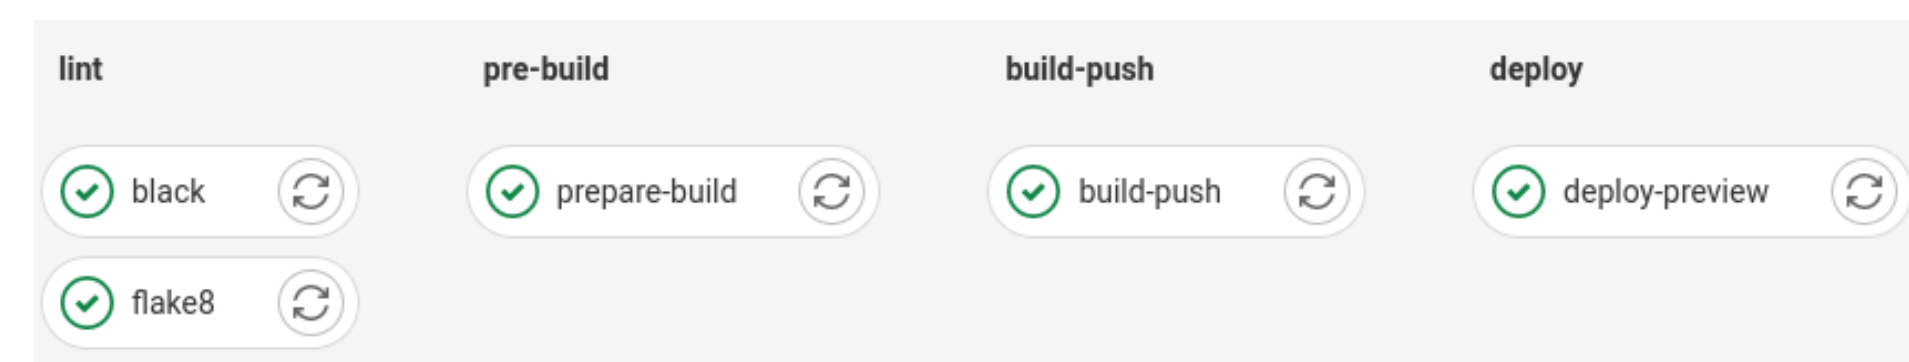 lint
pre-build
build-push
deploy
black
prepare-build
build-push
deploy-preview
flake8